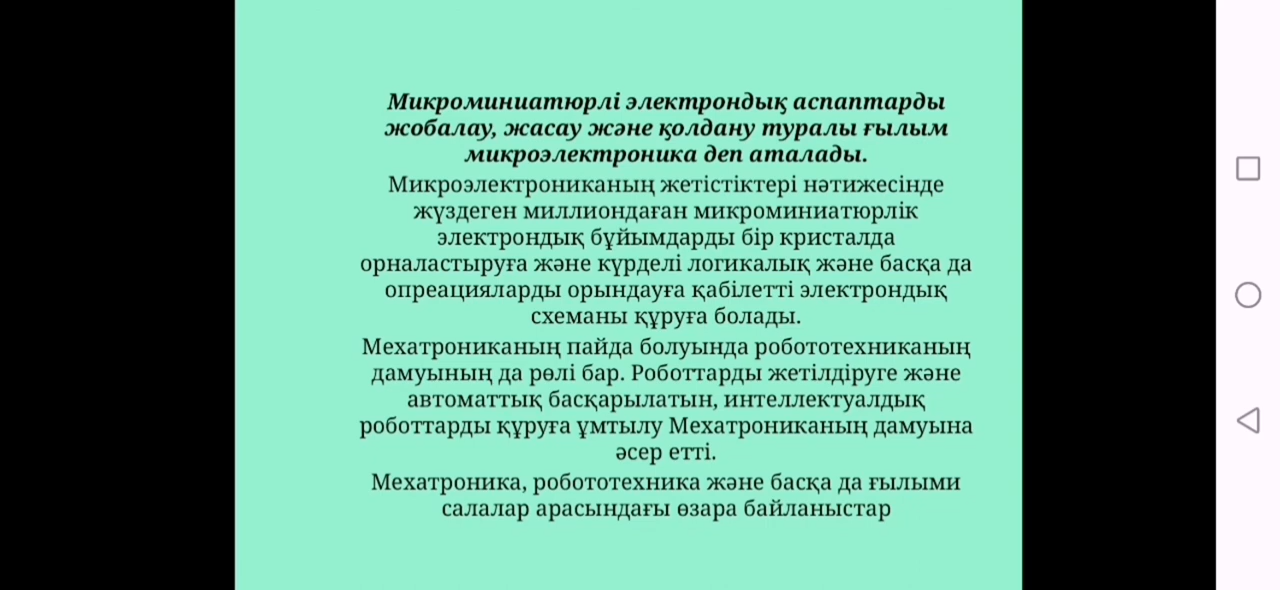 Микроминиатюрлі электрондық аспаптарды
жобалау, жасау және қолдану туралы ғылым
микроэлектроника деп аталады.
Микроэлектрониканың жетістіктері нәтижесінде
жүздеген миллиондаған микроминиатюрлік
электрондық бұйымдарды бір кристалда
орналастыруға және күрделі логикалық және басқа да
опреацияларды орындауға қабілетті электрондық
схеманы құруға болады.
Мехатрониканың пайда болуында робототехниканың
дамуының да рөлі бар. Роботтарды жетілдіруге және
автоматтық басқарылатын, интеллектуалдық
роботтарды құруға ұмтылу Мехатрониканың дамуына
әсер етті.
Мехатроника, робототехника және басқа да ғылыми
салалар арасындағы өзара байланыстар